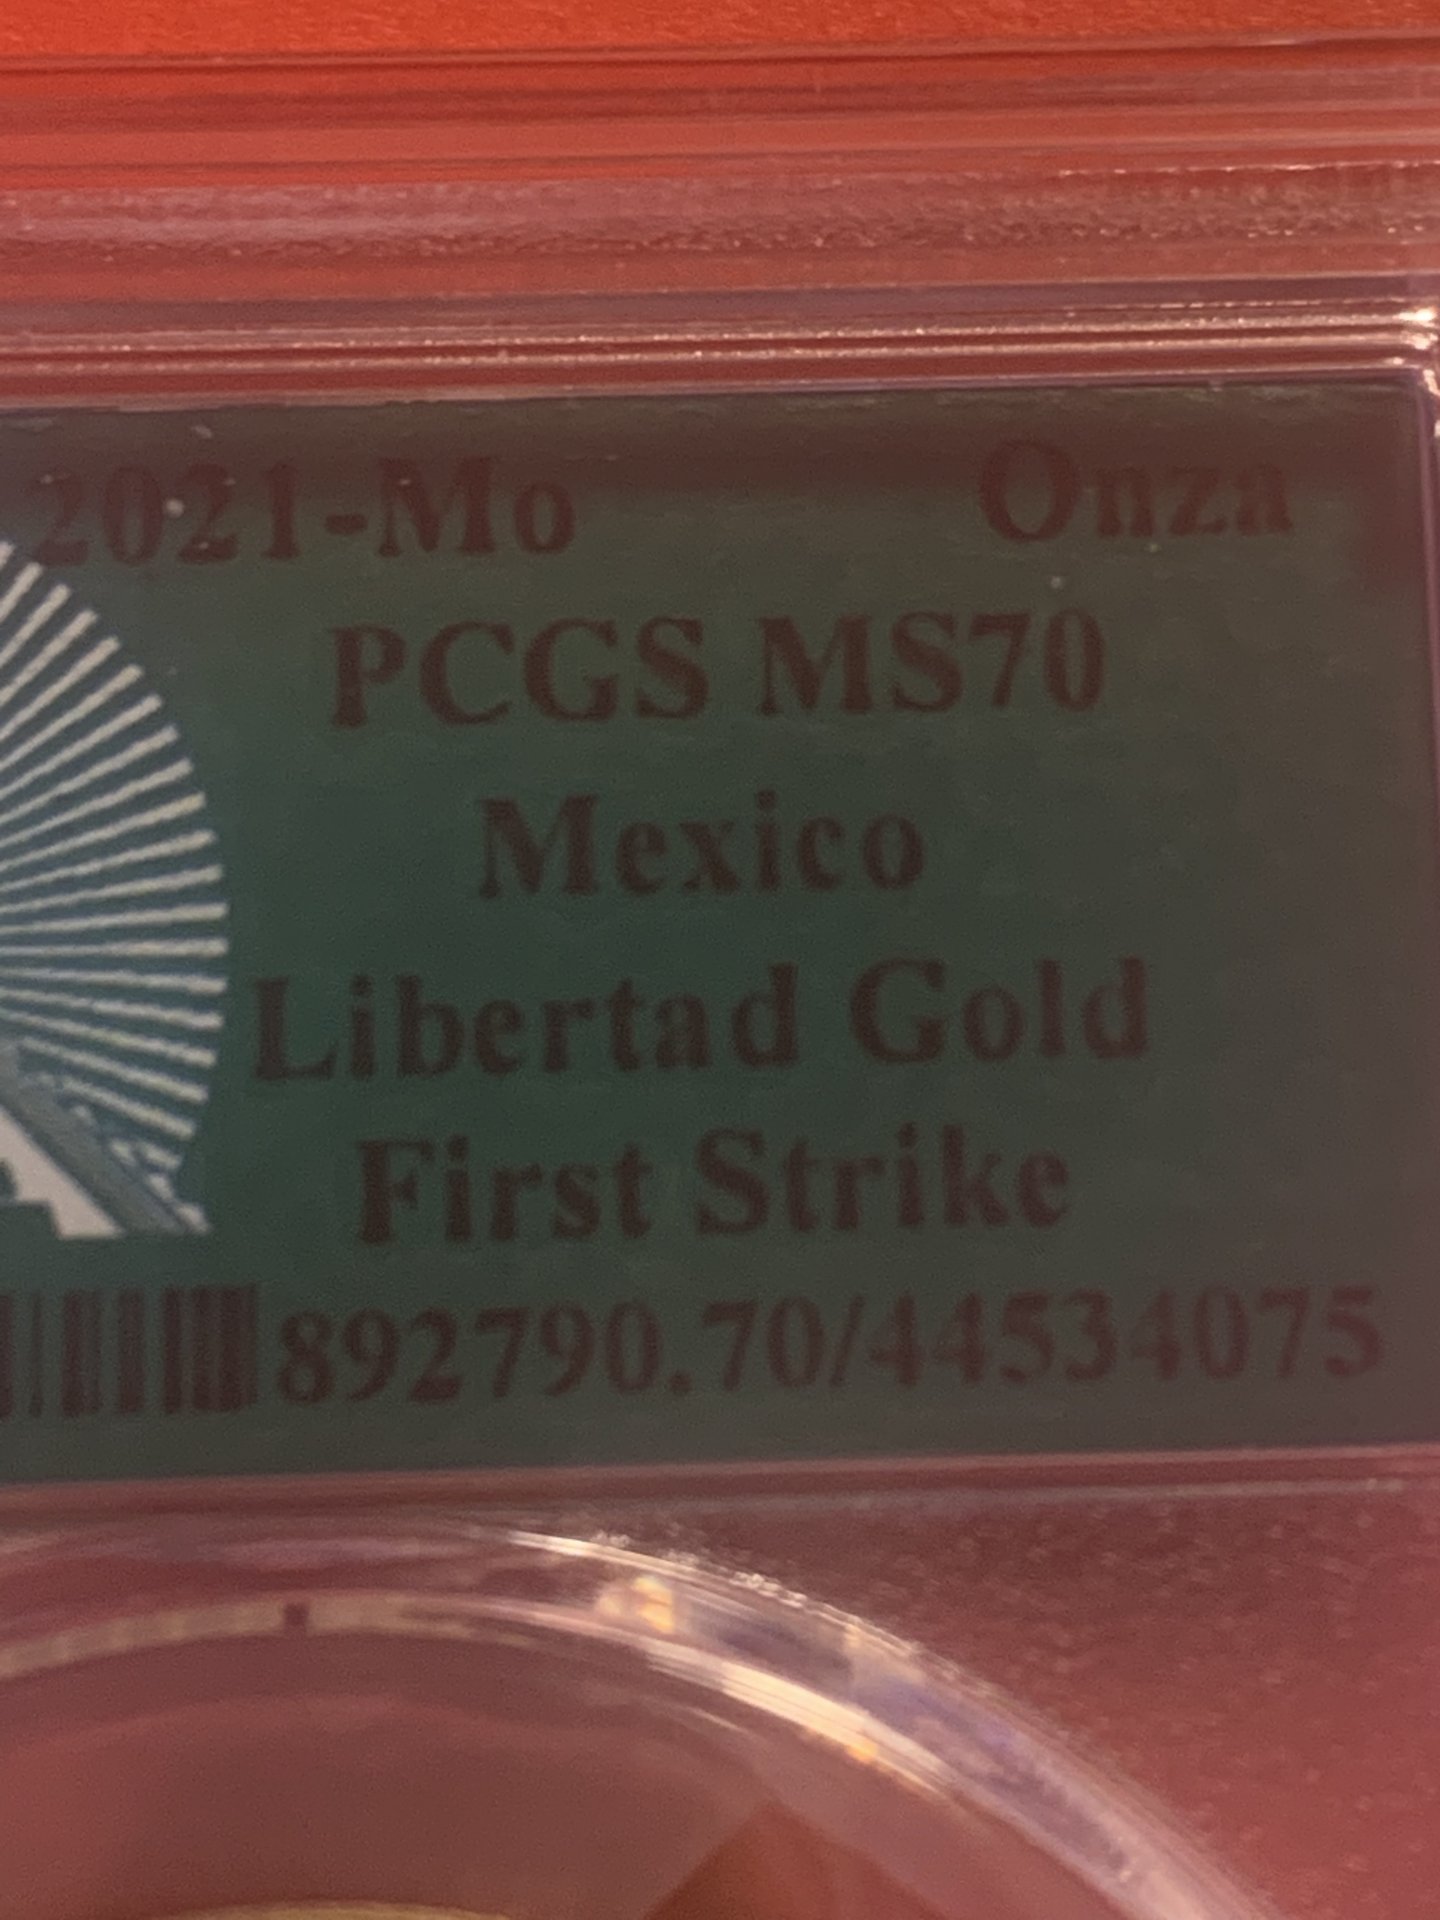 2021-Mo Onza
PCGS MS70
Mexico
Libertad Gold
First Strike
892790.70/44534075